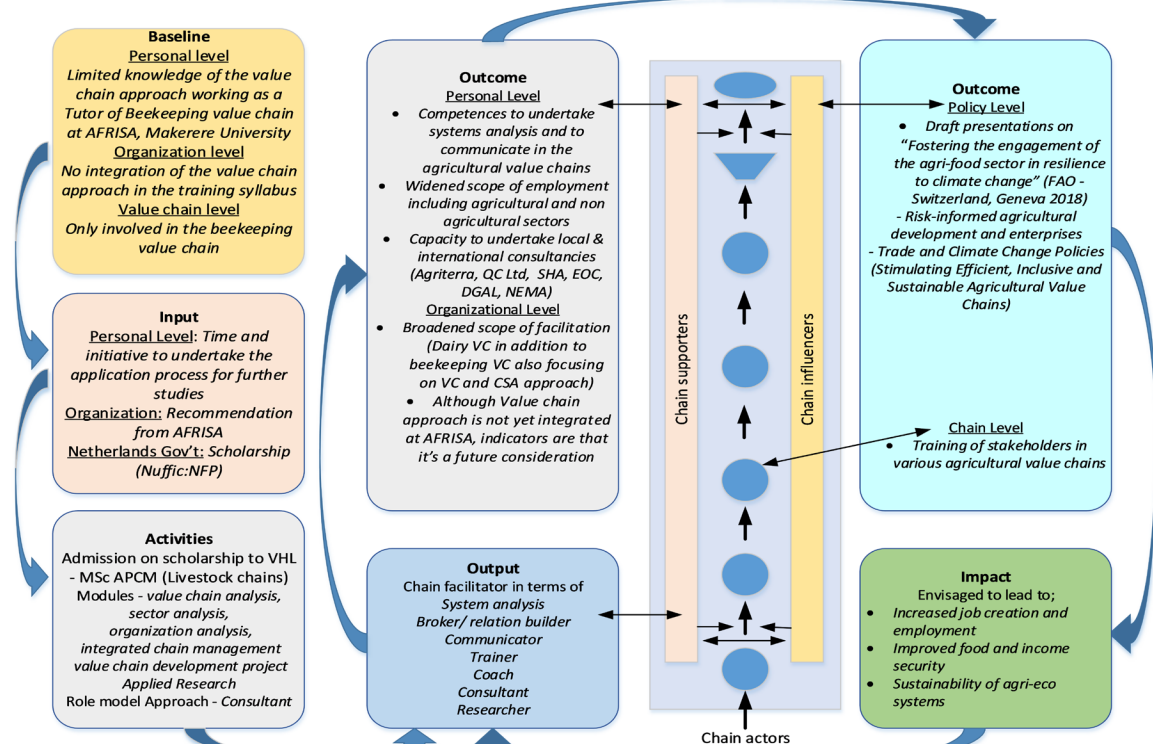 Baseline
Personal level
Limited knowledge of the value
chain approach working as a
Tutor of Beekeeping value chain
at AFRISA, Makerere University
Organization level
No integration of the value chain
approach in the training syllabus
Value chain level
Only involved in the beekeeping
value chain
Input
Personal Level: Time and
initiative to undertake the
application process for further
studies
Organization: Recommendation
from AFRISA
Netherlands Gov't: Scholarship
(Nuffic:NFP)
Activities
Admission on scholarship to VHL
- MSc APCM (Livestock chains)
Modules - value chain analysis,
sector analysis,
organization analysis,
integrated chain management
value chain development project
Applied Research
Role model Approach - Consultant
Outcome
Personal Level
• Competences to undertake
systems analysis and to
communicate in the
agricultural value chains
• Widened scope of employment
including agricultural and non
agricultural sectors
• Capacity to undertake local &
international consultancies
(Agriterra, QC Ltd, SHA, EOC,
DGAL, NEMA)
Organizational Level
• Broadened scope of facilitation
(Dairy VC in addition to
beekeeping VC also focusing
on VC and CSA approach)
• Although Value chain
approach is not yet integrated
at AFRISA, indicators are that
it's a future consideration
Output
Chain facilitator in terms of
System analysis
Broker/ relation builder
Communicator
Trainer
Coach
Consultant
Researcher
Chain supporters
Chain influencers
Chain actors
Outcome
Policy Level
• Draft presentations on
“Fostering the engagement of
the agri-food sector in resilience
to climate change” (FAO -
Switzerland, Geneva 2018)
- Risk-informed agricultural
development and enterprises
- Trade and Climate Change Policies
(Stimulating Efficient, Inclusive and
Sustainable Agricultural Value
Chains)
Chain Level
• Training of stakeholders in
various agricultural value chains
Impact
Envisaged to lead to;
• Increased job creation and
employment
• Improved food and income
security
• Sustainability of agri-eco
systems